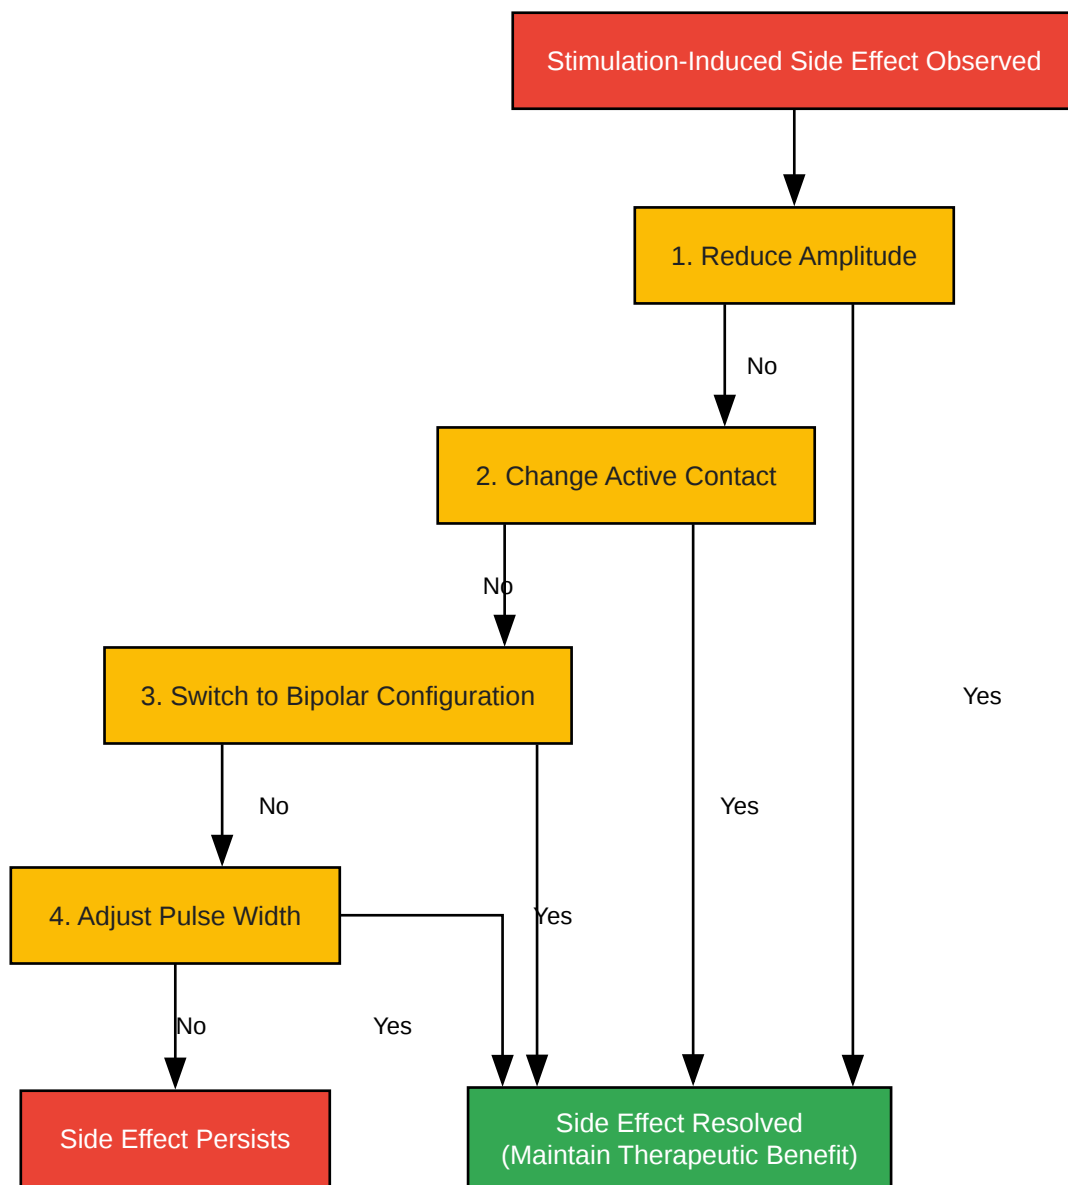 Stimulation-Induced Side Effect Observed
1. Reduce Amplitude
No
2. Change Active Contact
No
3. Switch to Bipolar Configuration
Yes
No
Yes
4. Adjust Pulse Width
Yes
No
Yes
Side Effect Persists
Side Effect Resolved
(Maintain Therapeutic Benefit)